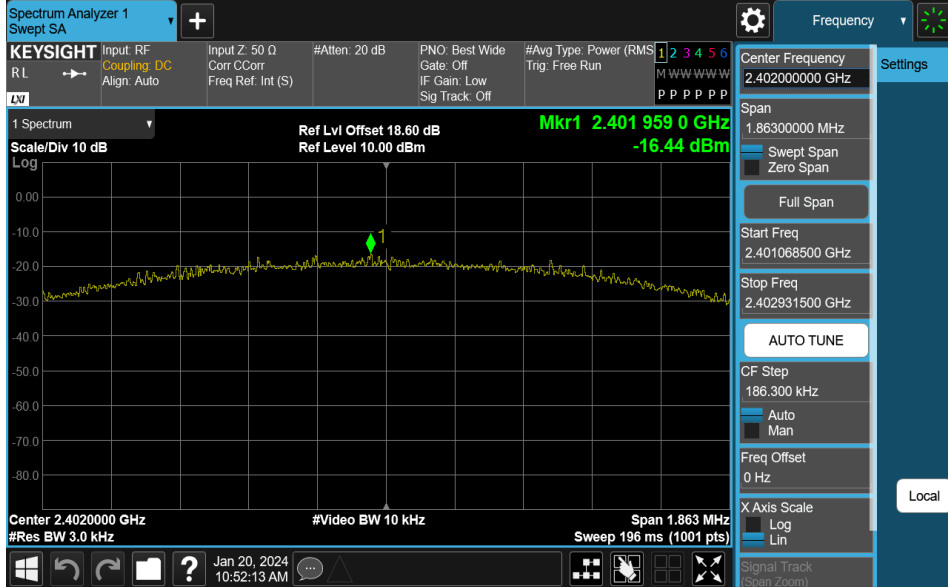 Spectrum Analyzer 1
Swept SA
+
Frequency
KEYSIGHT
R L
LXI
Input: RF
Coupling: DC
Align: Auto
Input Z: 50 Ω
Corr CCorr
Freq Ref: Int (S)
#Atten: 20 dB
PNO: Best Wide
Gate: Off
IF Gain: Low
Sig Track: Off
#Avg Type: Power (RMS
Trig: Free Run
1 2 3 4 5 6
M W W W W W
P P P P P P
1 Spectrum
Scale/Div 10 dB
Log
Ref Lvl Offset 18.60 dB
Ref Level 10.00 dBm
Mkr1 2.401 959 0 GHz
-16.44 dBm
0.00
-10.0
-20.0
-30.0
-40.0
-50.0
-60.0
-70.0
-80.0
1
Center 2.4020000 GHz
#Res BW 3.0 kHz
#Video BW 10 kHz
Span 1.863 MHz
Sweep 196 ms (1001 pts)
Center Frequency
2.402000000 GHz
Span
1.86300000 MHz
Swept Span
Zero Span
Full Span
Start Freq
2.401068500 GHz
Stop Freq
2.402931500 GHz
AUTO TUNE
CF Step
186.300 kHz
Auto
Man
Freq Offset
0 Hz
X Axis Scale
Log
Lin
Signal Track
(Span Zoom)
Settings
Local
?
Jan 20, 2024
10:52:13 AM